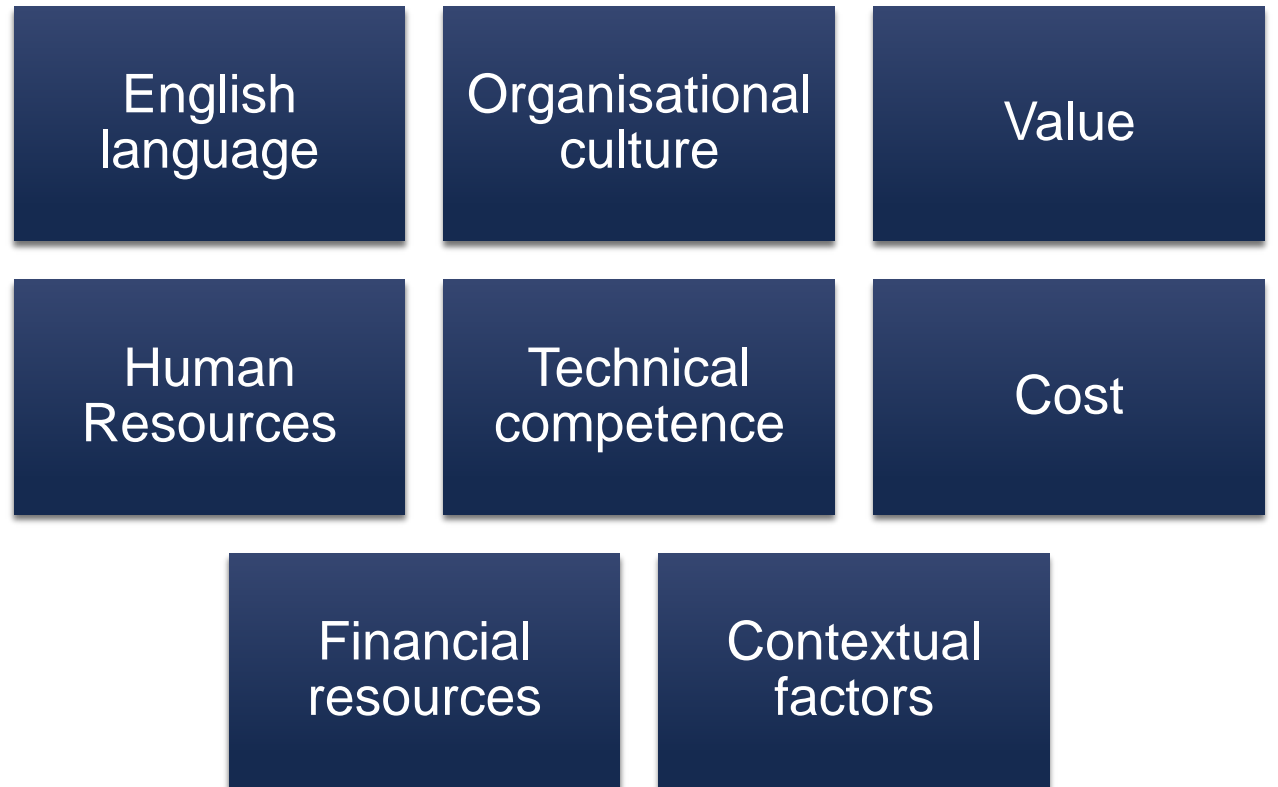 English
language
Organisational
culture
Value
Human
Resources
Technical
competence
Cost
Financial
resources
Contextual
factors